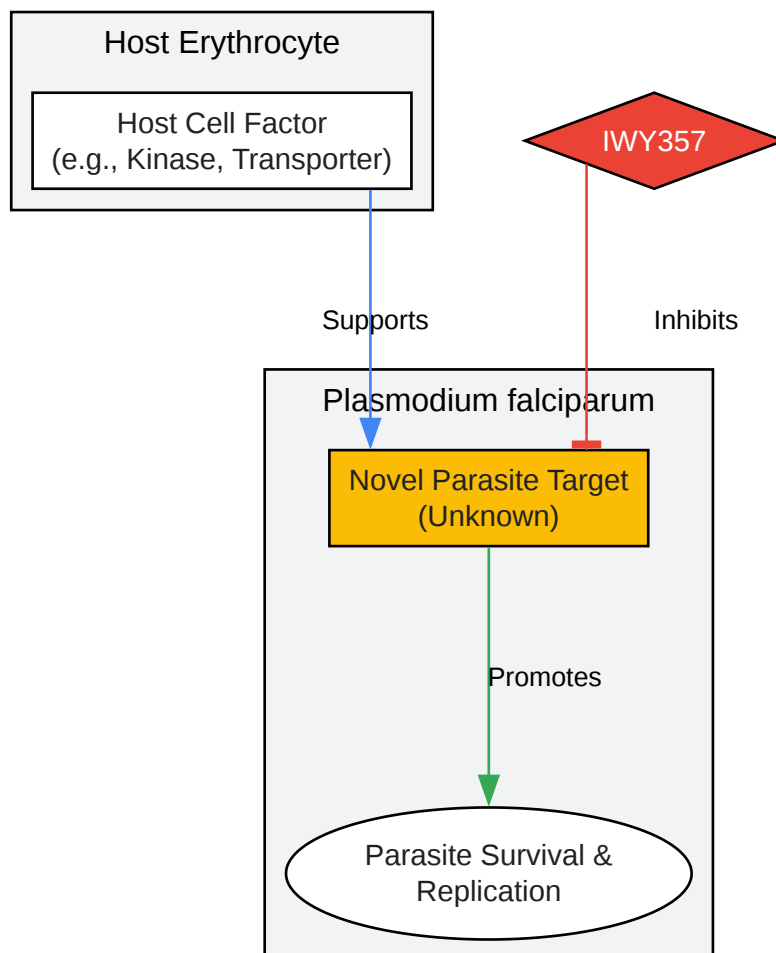 Host Erythrocyte
Host Cell Factor
(e.g., Kinase, Transporter)
IWY357
Supports
Inhibits
Plasmodium falciparum
Novel Parasite Target
(Unknown)
Promotes
Parasite Survival &
Replication